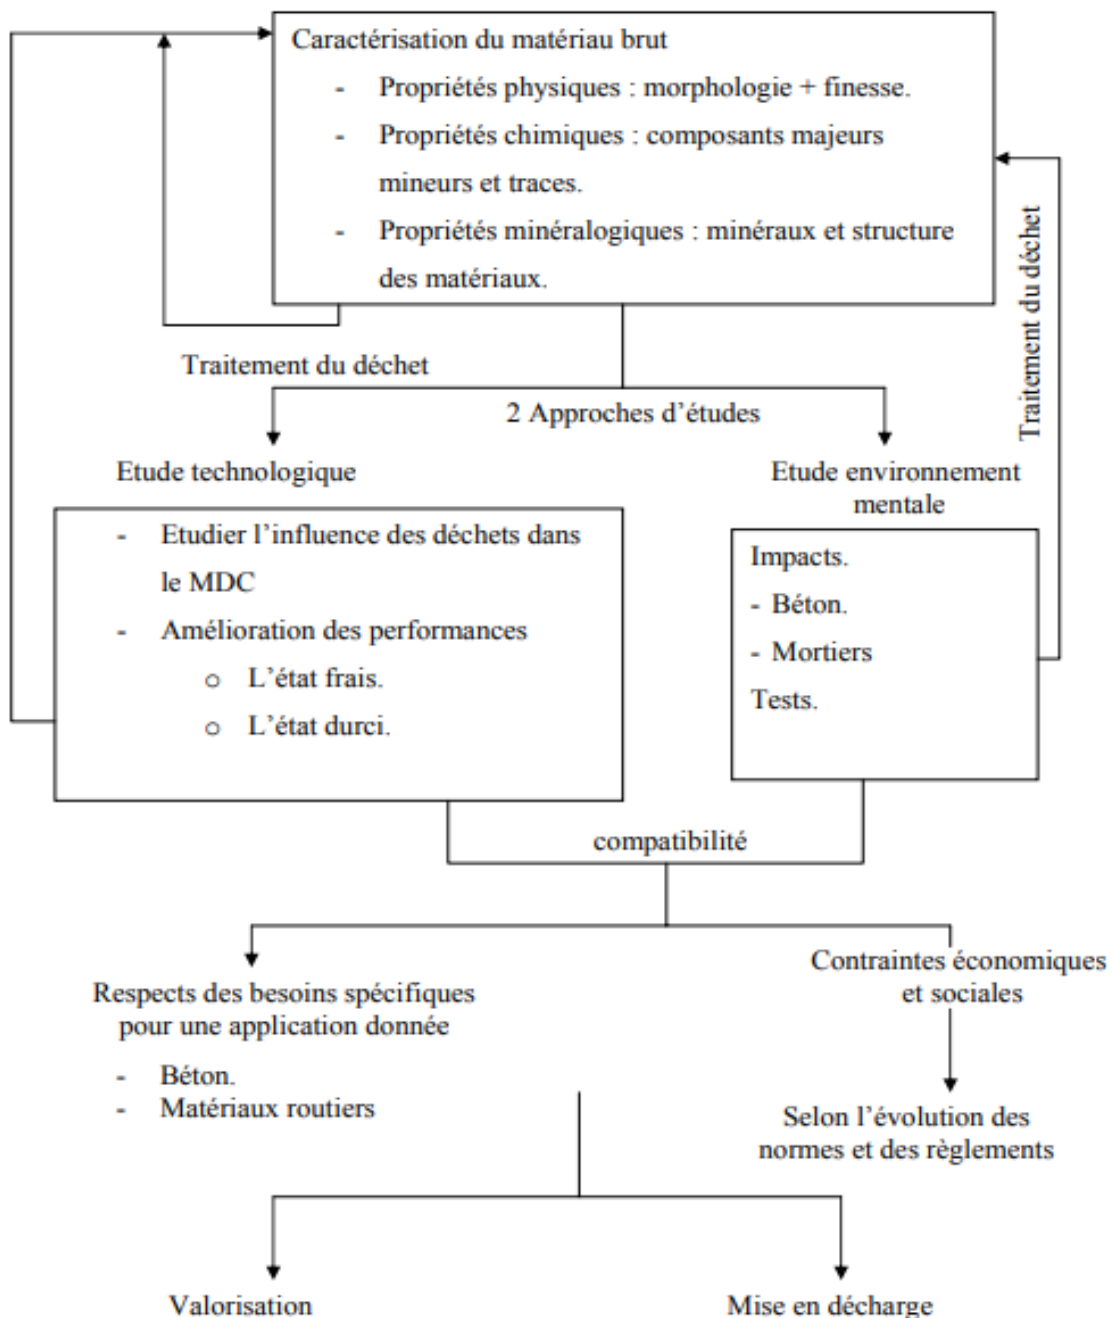 Caractérisation du matériau brut
- Propriétés physiques : morphologie + finesse.
- Propriétés chimiques : composants majeurs
mineurs et traces.
- Propriétés minéralogiques : minéraux et structure
des matériaux.
Traitement du déchet
Traitement du déchet
2 Approches d’études
Etude technologique
- Etudier l’influence des déchets dans
le MDC
- Amélioration des performances
o L’état frais.
o L’état durci.
Etude environnement
mentale
Impacts.
- Béton.
- Mortiers
Tests.
compatibilité
Respects des besoins spécifiques
pour une application donnée
- Béton.
- Matériaux routiers
Contraintes économiques
et sociales
Selon l’évolution des
normes et des règlements
Valorisation
Mise en décharge